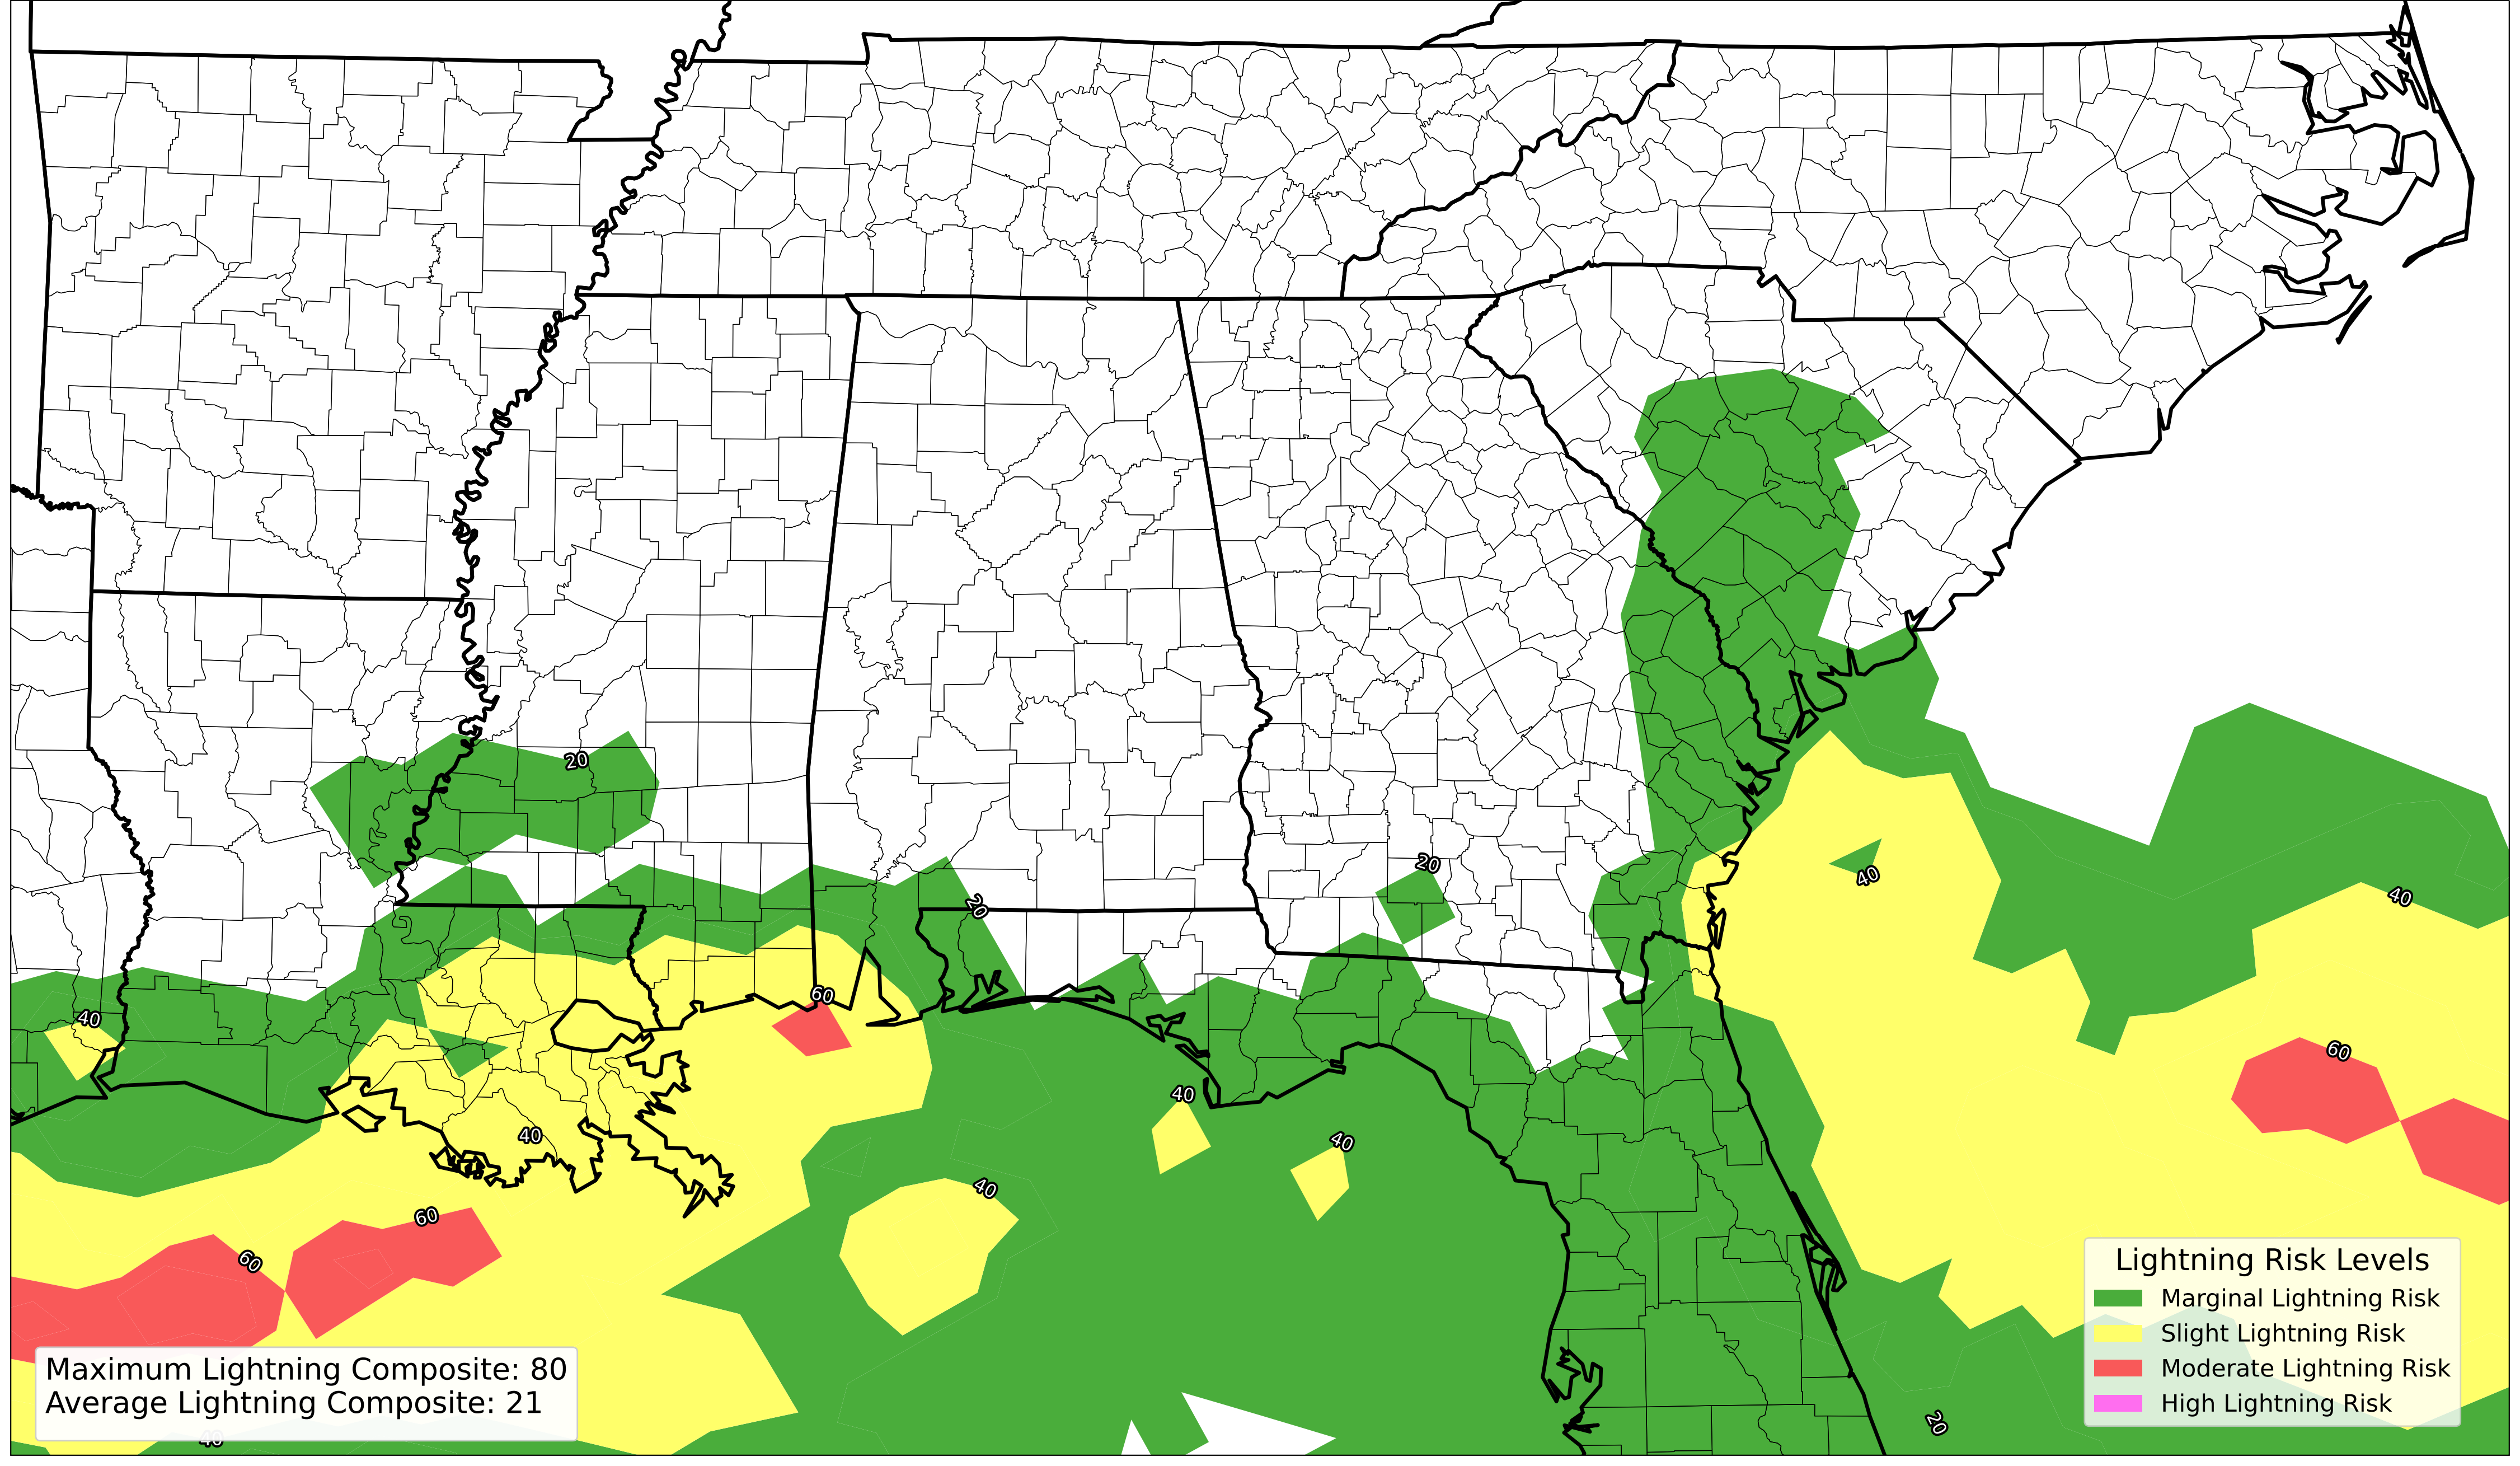 20
20
40
20
40
60
40
60
40
40
40
40
60
60
Lightning Risk Levels
Marginal Lightning Risk
Slight Lightning Risk
Moderate Lightning Risk
High Lightning Risk
Maximum Lightning Composite: 80
Average Lightning Composite: 21
20
40